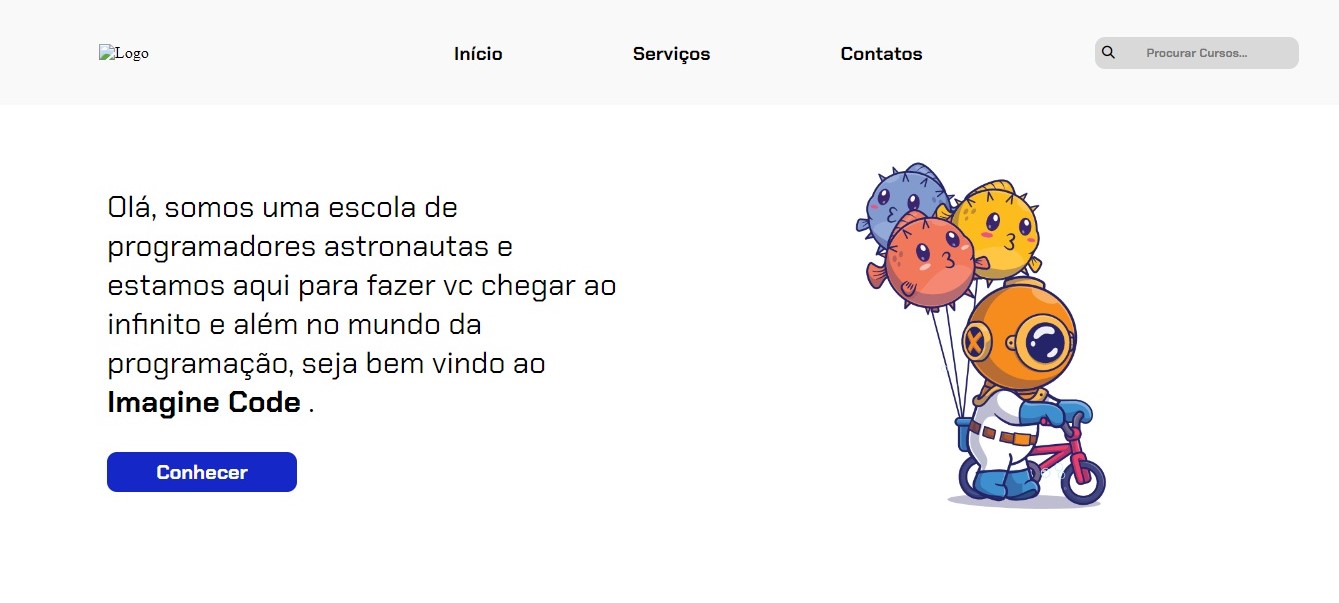 Logo
Início
Serviços
Contatos
Procurar Cursos...
Olá, somos uma escola de
programadores astronautas e
estamos aqui para fazer vc chegar ao
infinito e além no mundo da
programação, seja bem vindo ao
Imagine Code .
Conhecer